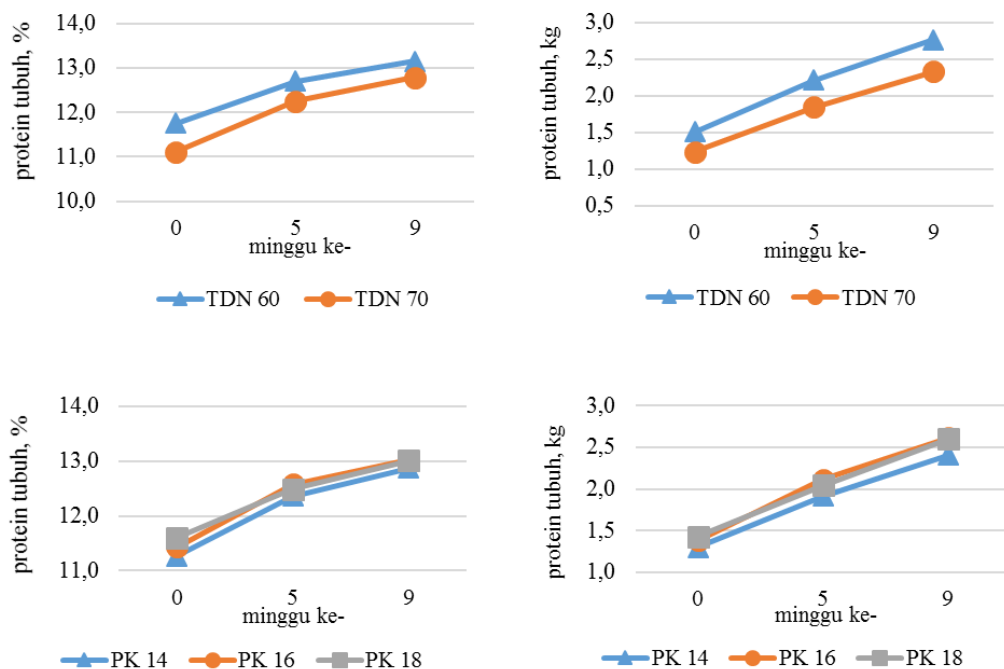 protein tubuh, %
14,0
13,0
12,0
11,0
10,0
0 5 9
minggu ke-
TDN 60 TDN 70
protein tubuh, kg
3,0
2,5
2,0
1,5
1,0
0,5
0 5 9
minggu ke-
TDN 60 TDN 70
protein tubuh, %
14,0
13,0
12,0
11,0
0 5 9
minggu ke-
PK 14 PK 16 PK 18
protein tubuh, kg
3,0
2,5
2,0
1,5
1,0
0 5 9
minggu ke-
PK 14 PK 16 PK 18